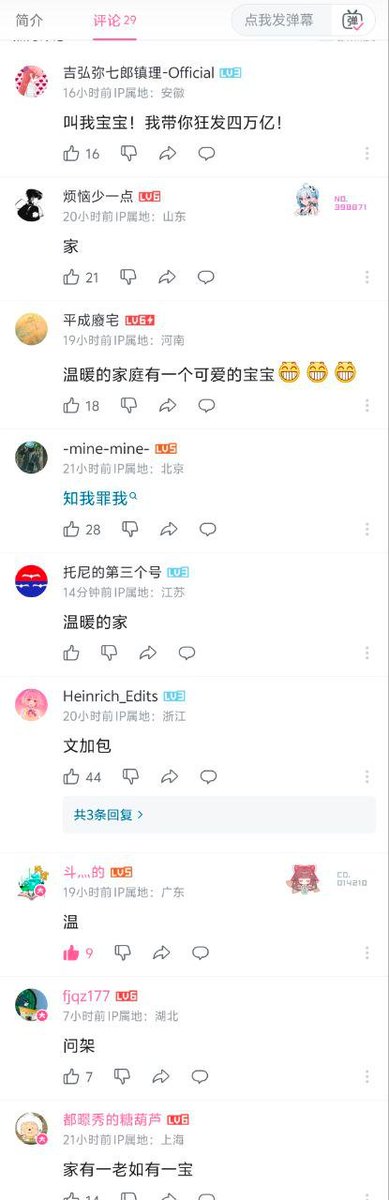 简介
评论 29
点我发弹幕
弹
吉弘弥七郎镇理-Official LV3
16小时前 IP属地：安徽
叫我宝宝！我带你狂发四万亿！
16
烦恼少一点 LV6
NO.
398871
20小时前 IP属地：山东
家
21
平成廢宅 LV6
19小时前 IP属地：河南
温暖的家庭有一个可爱的宝宝😁😁😁
18
-mine-mine- LV5
21小时前 IP属地：北京
知我罪我
28
托尼的第三个号 LV3
14分钟前 IP属地：江苏
温暖的家
Heinrich_Edits LV3
20小时前 IP属地：浙江
文加包
44
共3条回复 >
斗灬的 LV5
CD.
014210
19小时前 IP属地：广东
温
9
fjqz177 LV6
7小时前 IP属地：湖北
问架
7
都暻秀的糖葫芦 LV6
21小时前 IP属地：上海
家有一老如有一宝
14